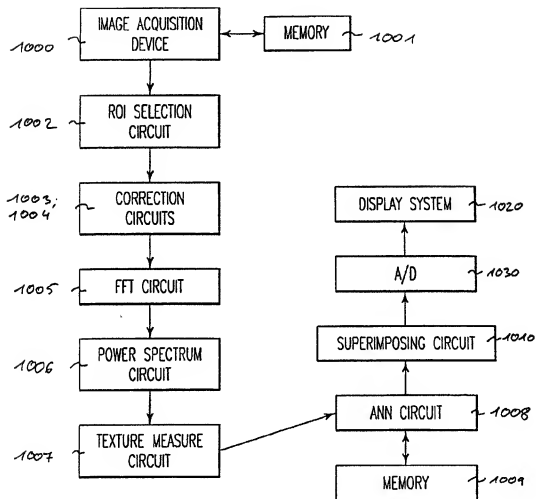 1000
IMAGE ACQUISITION
DEVICE
MEMORY
1001
1002
ROI SELECTION
CIRCUIT
1003;
1004
CORRECTION
CIRCUITS
1005
FFT CIRCUIT
1006
POWER SPECTRUM
CIRCUIT
1007
TEXTURE MEASURE
CIRCUIT
DISPLAY SYSTEM
1020
A/D
1030
SUPERIMPOSING CIRCUIT
1010
ANN CIRCUIT
1008
MEMORY
1009